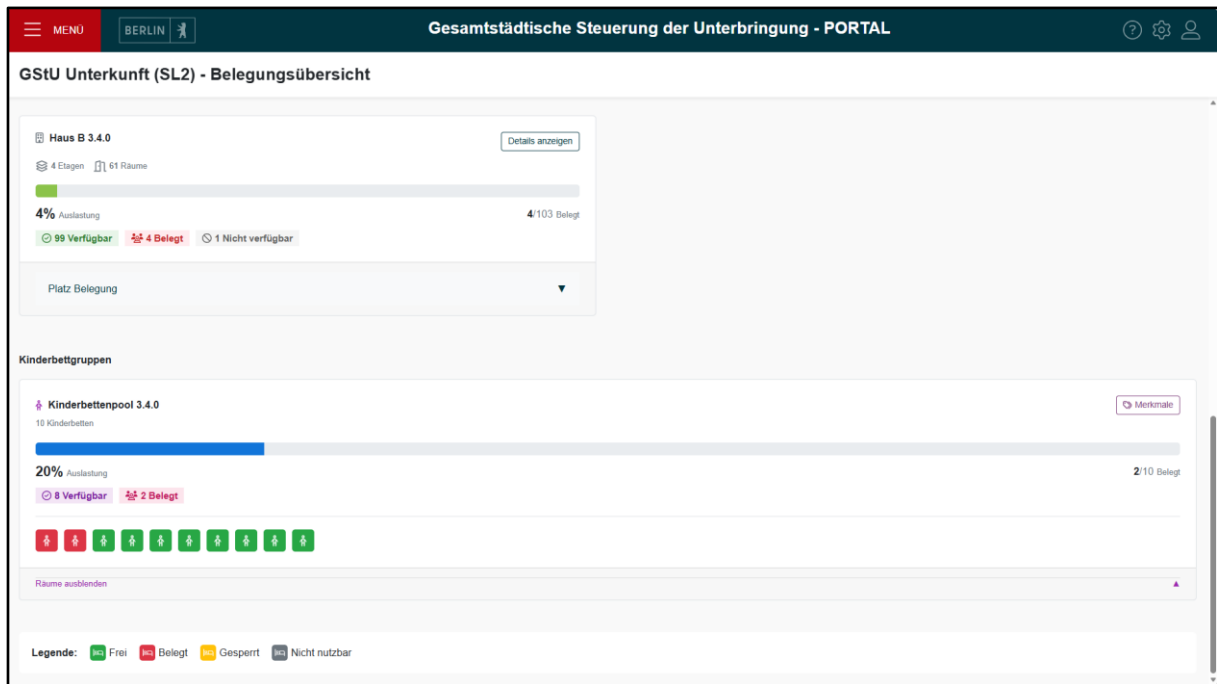 MENÜ
BERLIN
Gesamtstädtische Steuerung der Unterbringung - PORTAL
GStU Unterkunft (SL2) - Belegungsübersicht
Haus B 3.4.0
Details anzeigen
4 Etagen 61 Räume
4% Auslastung 4/103 Belegt
99 Verfügbar 4 Belegt 1 Nicht verfügbar
Platz Belegung
Kinderbettgruppen
Kinderbettenpool 3.4.0
Merkmale
10 Kinderbetten
20% Auslastung 2/10 Belegt
8 Verfügbar 2 Belegt
Räume ausblenden
Legende: Frei Belegt Gesperrt Nicht nutzbar